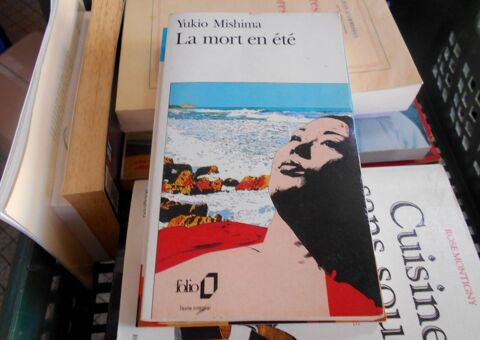 Yukio Mishima
La mort en été
folio
Texte intégral
Cuisine
sans sou
ROSE MONTIGNY